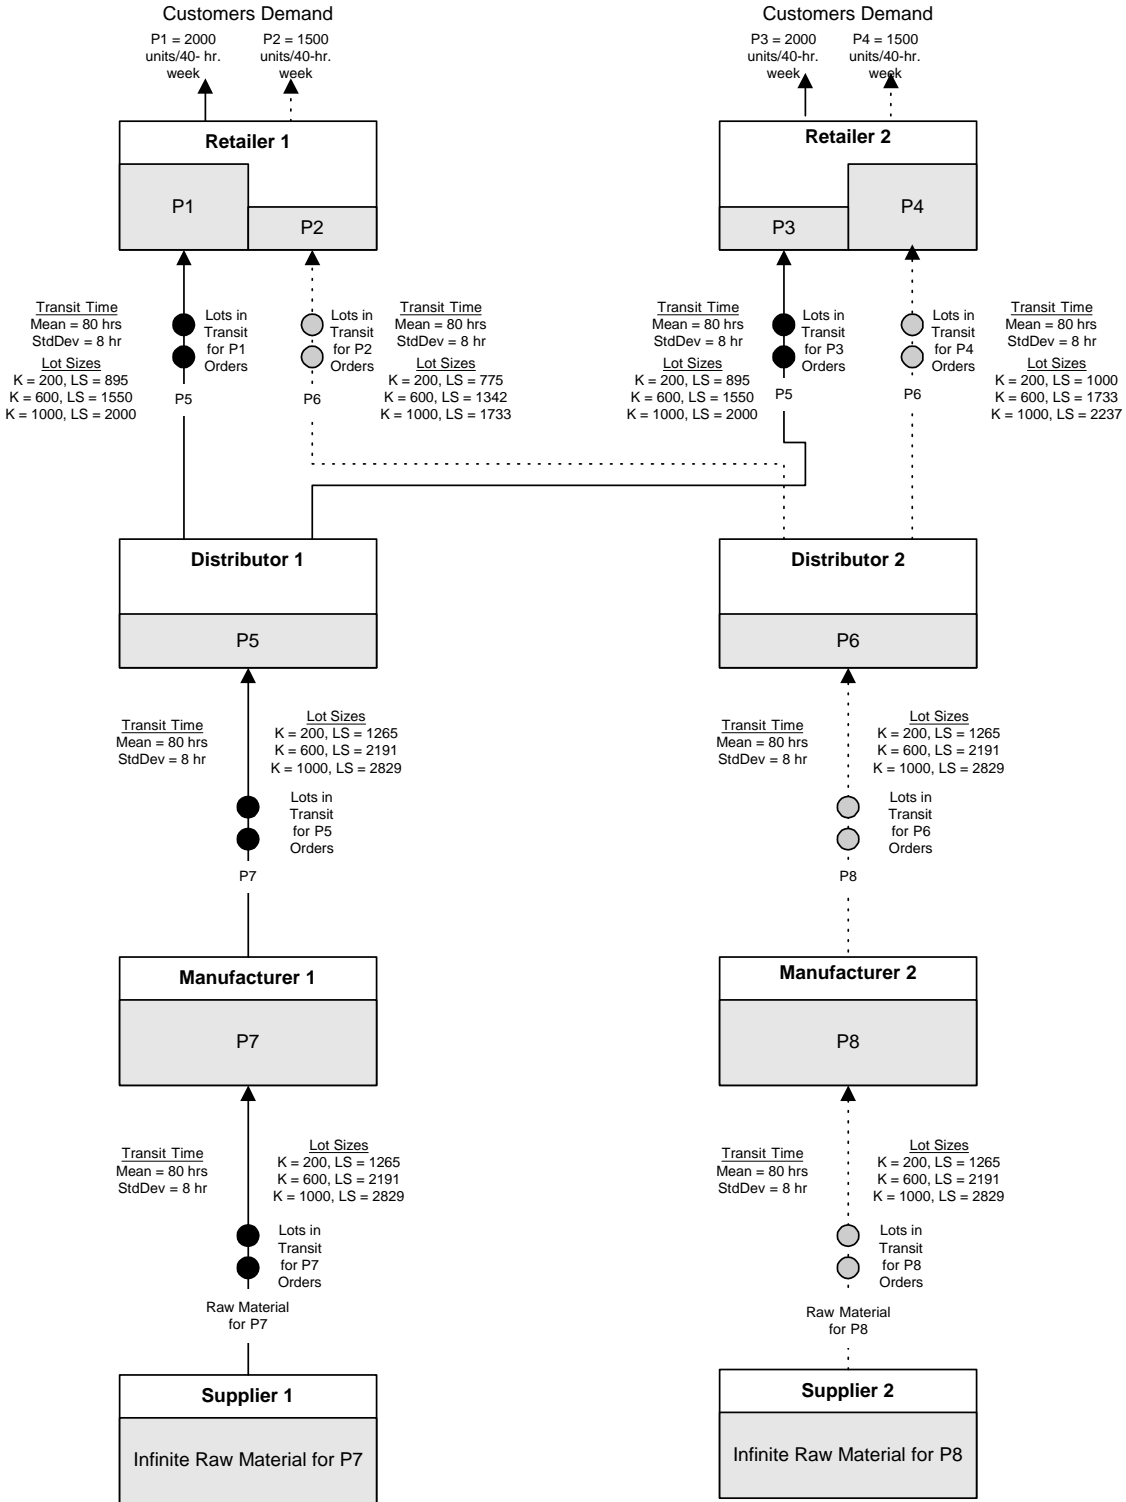 Customers Demand
P1 = 2000
units/40- hr.
week
P2 = 1500
units/40-hr.
week
Customers Demand
P3 = 2000
units/40-hr.
week
P4 = 1500
units/40-hr.
week
Retailer 1
P1
P2
Retailer 2
P3
P4
Transit Time
Mean = 80 hrs
StdDev = 8 hr
Lot Sizes
K = 200, LS = 895
K = 600, LS = 1550
K = 1000, LS = 2000
Lots in
Transit
for P1
Orders
P5
Lots in
Transit
for P2
Orders
P6
Transit Time
Mean = 80 hrs
StdDev = 8 hr
Lot Sizes
K = 200, LS = 775
K = 600, LS = 1342
K = 1000, LS = 1733
Transit Time
Mean = 80 hrs
StdDev = 8 hr
Lot Sizes
K = 200, LS = 895
K = 600, LS = 1550
K = 1000, LS = 2000
Lots in
Transit
for P3
Orders
P5
Lots in
Transit
for P4
Orders
P6
Transit Time
Mean = 80 hrs
StdDev = 8 hr
Lot Sizes
K = 200, LS = 1000
K = 600, LS = 1733
K = 1000, LS = 2237
Distributor 1
P5
Distributor 2
P6
Transit Time
Mean = 80 hrs
StdDev = 8 hr
Lot Sizes
K = 200, LS = 1265
K = 600, LS = 2191
K = 1000, LS = 2829
Lots in
Transit
for P5
Orders
P7
Transit Time
Mean = 80 hrs
StdDev = 8 hr
Lot Sizes
K = 200, LS = 1265
K = 600, LS = 2191
K = 1000, LS = 2829
Lots in
Transit
for P6
Orders
P8
Manufacturer 1
P7
Manufacturer 2
P8
Transit Time
Mean = 80 hrs
StdDev = 8 hr
Lot Sizes
K = 200, LS = 1265
K = 600, LS = 2191
K = 1000, LS = 2829
Lots in
Transit
for P7
Orders
Raw Material
for P7
Transit Time
Mean = 80 hrs
StdDev = 8 hr
Lot Sizes
K = 200, LS = 1265
K = 600, LS = 2191
K = 1000, LS = 2829
Lots in
Transit
for P8
Orders
Raw Material
for P8
Supplier 1
Infinite Raw Material for P7
Supplier 2
Infinite Raw Material for P8